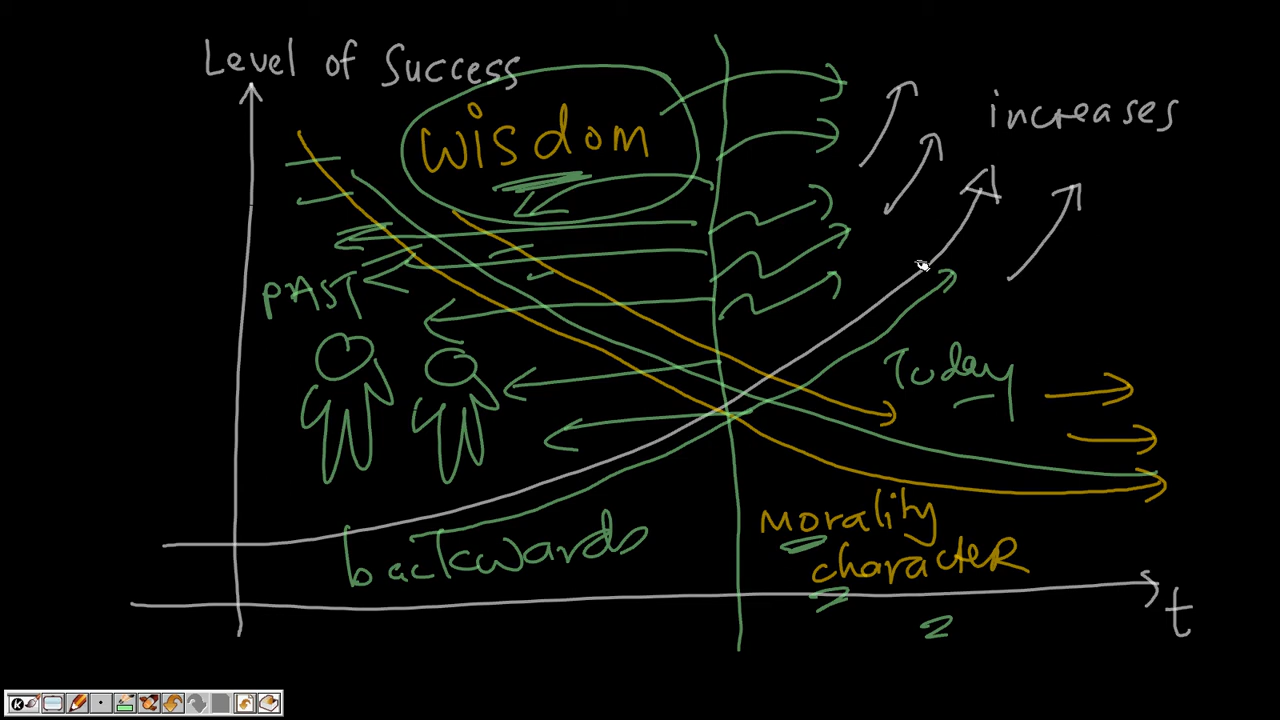 Level of Success
increases
wisdom
PAST
Today
morality
character
backwards
t